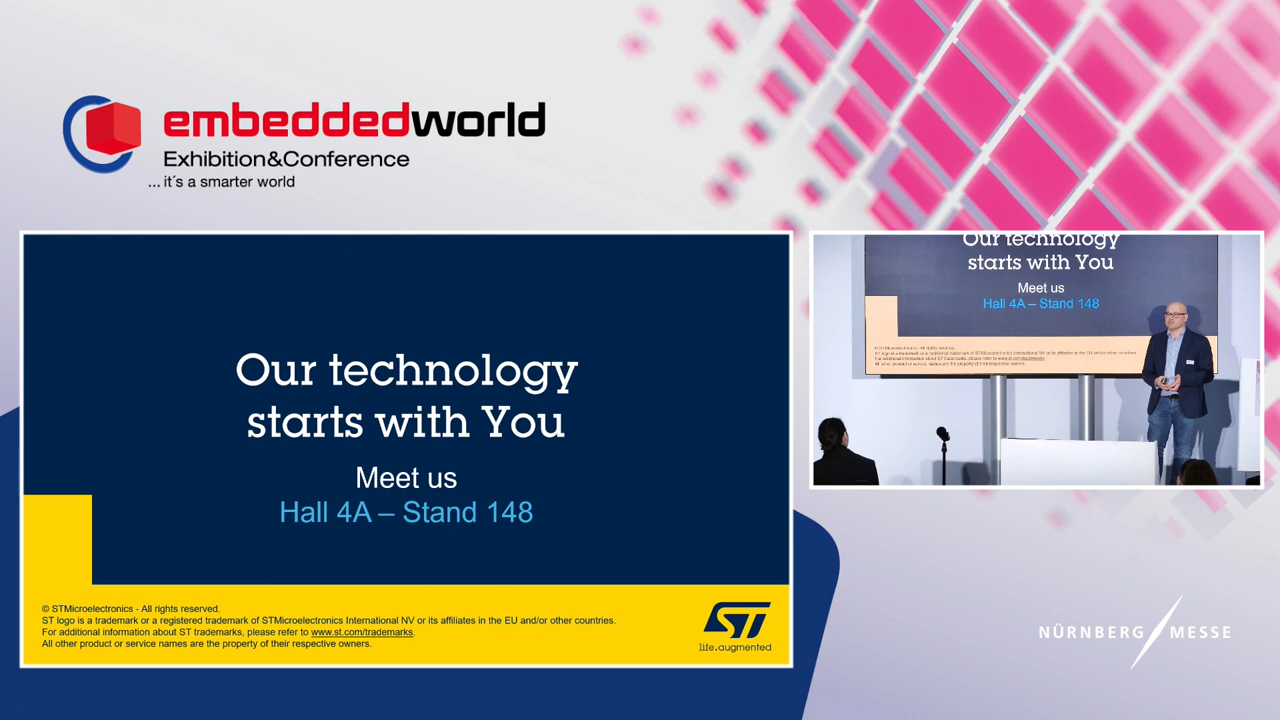 embeddedworld
Exhibition&Conference
... it´s a smarter world
Our technology
starts with You
Meet us
Hall 4A – Stand 148
© STMicroelectronics - All rights reserved.
ST logo is a trademark or a registered trademark of STMicroelectronics International NV or its affiliates in the EU and/or other countries.
For additional information about ST trademarks, please refer to www.st.com/trademarks.
All other product or service names are the property of their respective owners.
ST
life.augmented
Our technology
starts with You
Meet us
Hall 4A – Stand 148
NÜRNBERG MESSE